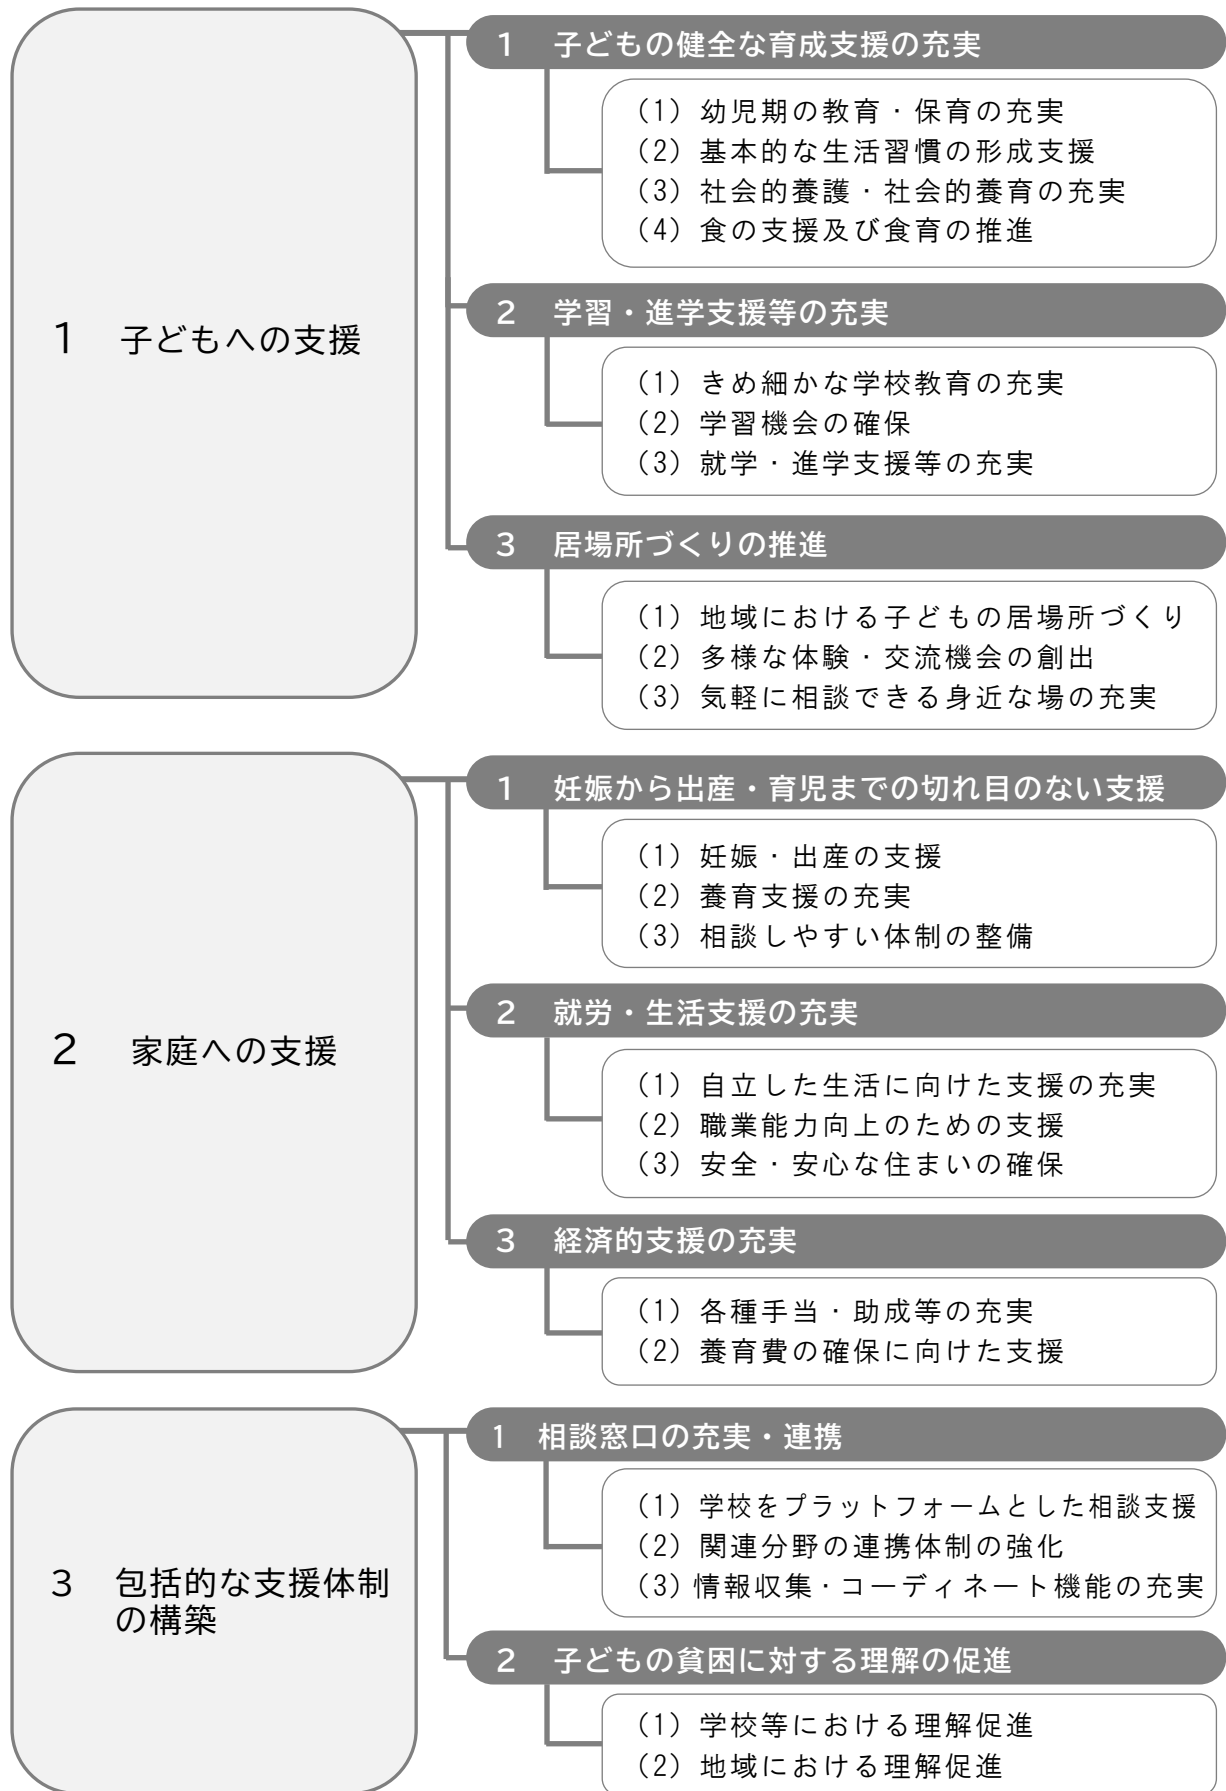 1 子どもへの支援
1 子どもの健全な育成支援の充実
(1) 幼児期の教育・保育の充実
(2) 基本的な生活習慣の形成支援
(3) 社会的養護・社会的養育の充実
(4) 食の支援及び食育の推進
2 学習・進学支援等の充実
(1) きめ細かな学校教育の充実
(2) 学習機会の確保
(3) 就学・進学支援等の充実
3 居場所づくりの推進
(1) 地域における子どもの居場所づくり
(2) 多様な体験・交流機会の創出
(3) 気軽に相談できる身近な場の充実
2 家庭への支援
1 妊娠から出産・育児までの切れ目のない支援
(1) 妊娠・出産の支援
(2) 養育支援の充実
(3) 相談しやすい体制の整備
2 就労・生活支援の充実
(1) 自立した生活に向けた支援の充実
(2) 職業能力向上のための支援
(3) 安全・安心な住まいの確保
3 経済的支援の充実
(1) 各種手当・助成等の充実
(2) 養育費の確保に向けた支援
3 包括的な支援体制
の構築
1 相談窓口の充実・連携
(1) 学校をプラットフォームとした相談支援
(2) 関連分野の連携体制の強化
(3) 情報収集・コーディネート機能の充実
2 子どもの貧困に対する理解の促進
(1) 学校等における理解促進
(2) 地域における理解促進